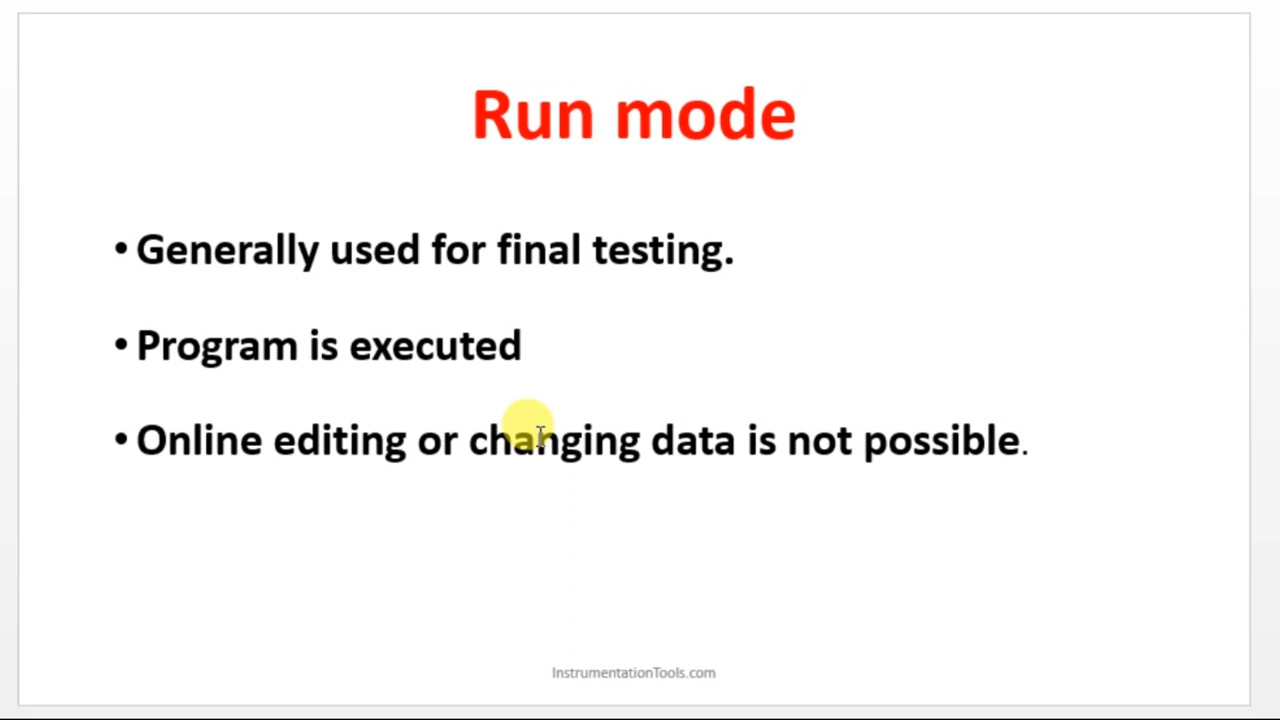 Run mode
• Generally used for final testing.
• Program is executed
• Online editing or changing data is not possible.
InstrumentationTools.com